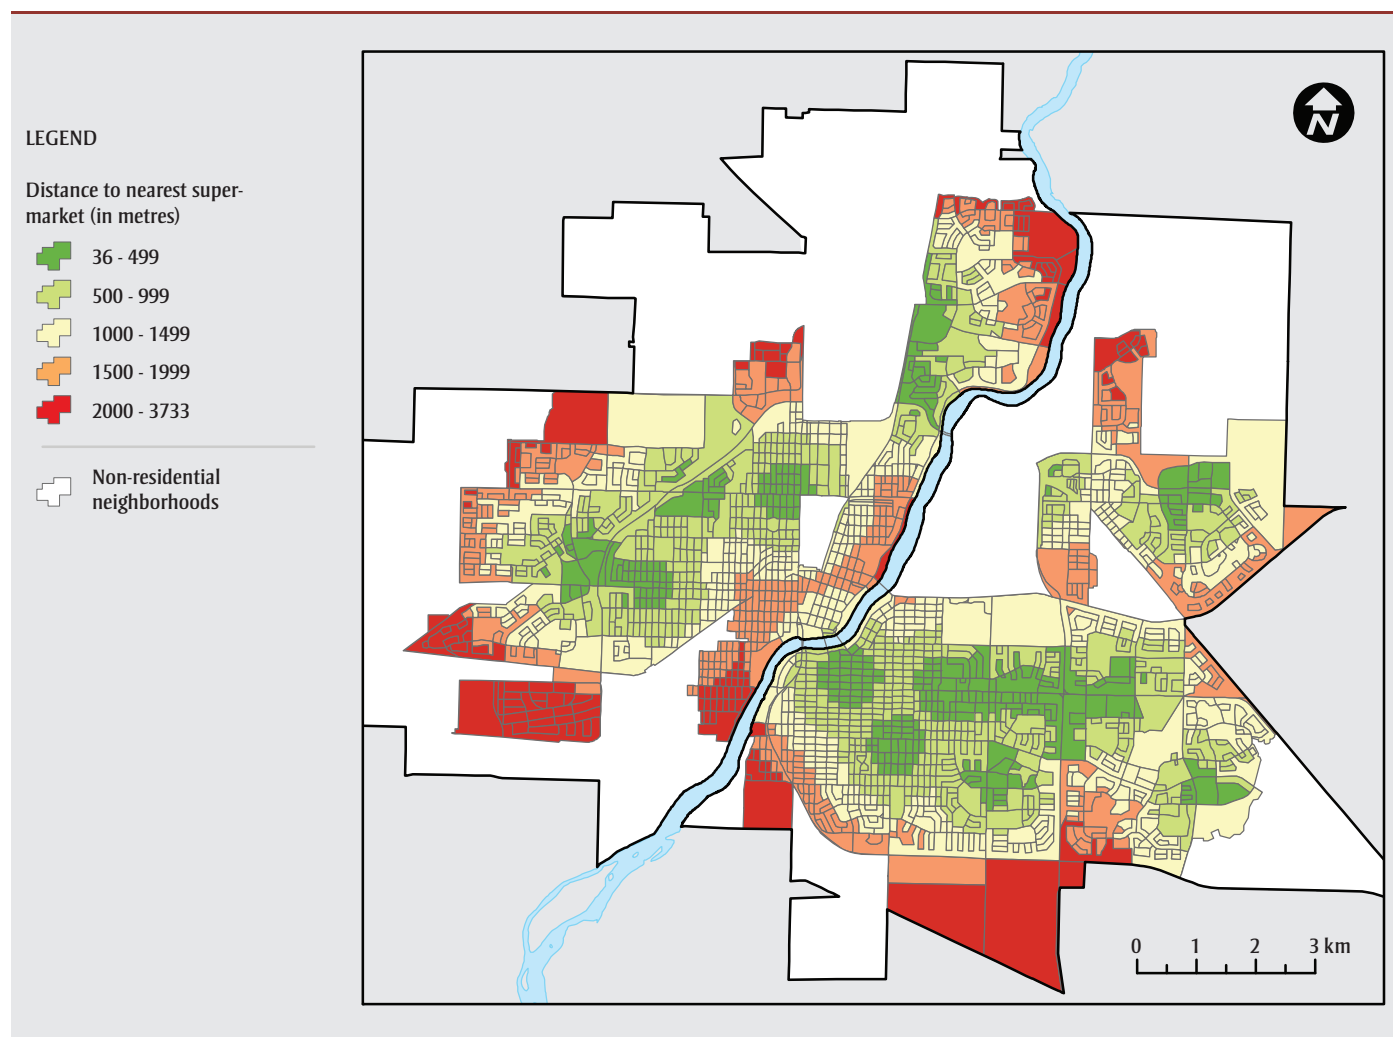 LEGEND
Distance to nearest super-
market (in metres)
36 - 499
500 - 999
1000 - 1499
1500 - 1999
2000 - 3733
Non-residential
neighborhoods
N
0 1 2 3 km